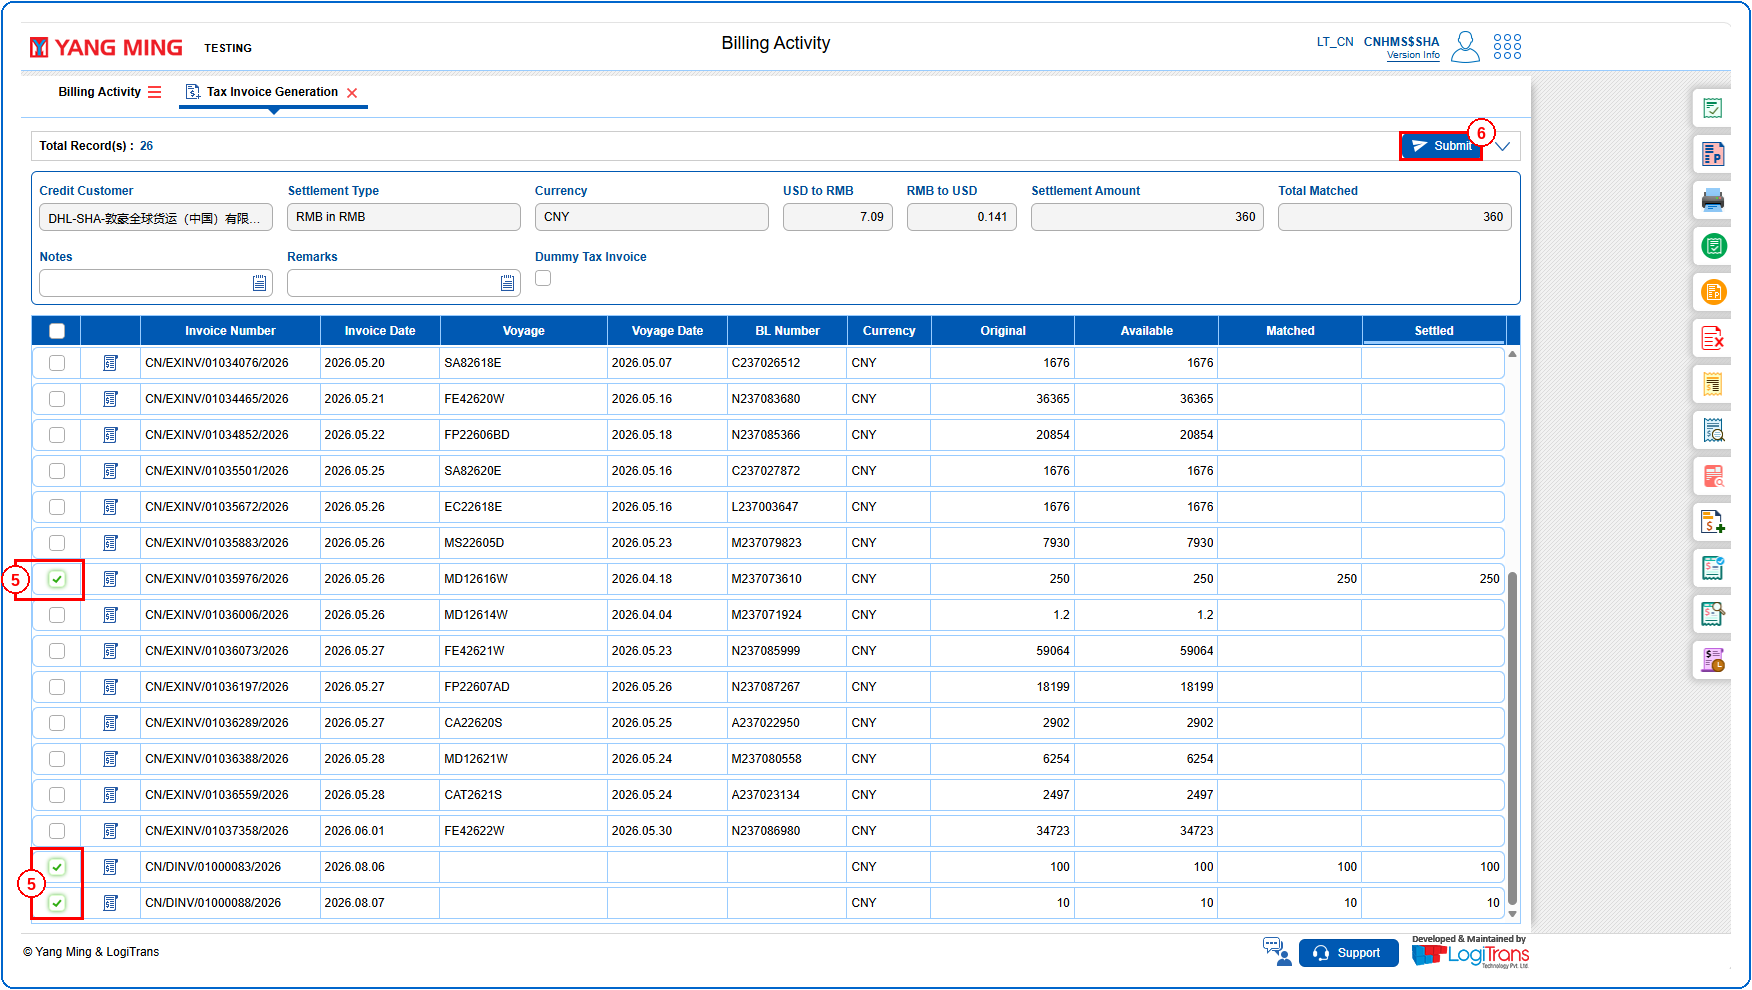 YANG MING TESTING Billing Activity LT_CN CNHMS$SHA
Version Info
Billing Activity Tax Invoice Generation
Total Record(s) : 26 Submit 6
Credit Customer Settlement Type Currency USD to RMB RMB to USD Settlement Amount Total Matched
DHL-SHA-敦豪全球货运（中国）有限... RMB in RMB CNY 7.09 0.141 360 360
Notes Remarks Dummy Tax Invoice
Invoice Number Invoice Date Voyage Voyage Date BL Number Currency Original Available Matched Settled
CN/EXINV/01034076/2026 2026.05.20 SA82618E 2026.05.07 C237026512 CNY 1676 1676
CN/EXINV/01034465/2026 2026.05.21 FE42620W 2026.05.16 N237083680 CNY 36365 36365
CN/EXINV/01034852/2026 2026.05.22 FP22606BD 2026.05.18 N237085366 CNY 20854 20854
CN/EXINV/01035501/2026 2026.05.25 SA82620E 2026.05.16 C237027872 CNY 1676 1676
CN/EXINV/01035672/2026 2026.05.26 EC22618E 2026.05.16 L237003647 CNY 1676 1676
CN/EXINV/01035883/2026 2026.05.26 MS22605D 2026.05.23 M237079823 CNY 7930 7930
5 CN/EXINV/01035976/2026 2026.05.26 MD12616W 2026.04.18 M237073610 CNY 250 250 250 250
CN/EXINV/01036006/2026 2026.05.26 MD12614W 2026.04.04 M237071924 CNY 1.2 1.2
CN/EXINV/01036073/2026 2026.05.27 FE42621W 2026.05.23 N237085999 CNY 59064 59064
CN/EXINV/01036197/2026 2026.05.27 FP22607AD 2026.05.26 N237087267 CNY 18199 18199
CN/EXINV/01036289/2026 2026.05.27 CA22620S 2026.05.25 A237022950 CNY 2902 2902
CN/EXINV/01036388/2026 2026.05.28 MD12621W 2026.05.24 M237080558 CNY 6254 6254
CN/EXINV/01036559/2026 2026.05.28 CAT2621S 2026.05.24 A237023134 CNY 2497 2497
CN/EXINV/01037358/2026 2026.06.01 FE42622W 2026.05.30 N237086980 CNY 34723 34723
CN/DINV/01000083/2026 2026.08.06 CNY 100 100 100 100
5
CN/DINV/01000088/2026 2026.08.07 CNY 10 10 10 10
© Yang Ming & LogiTrans Support Developed & Maintained by
LogiTrans
Technology Pvt. Ltd.